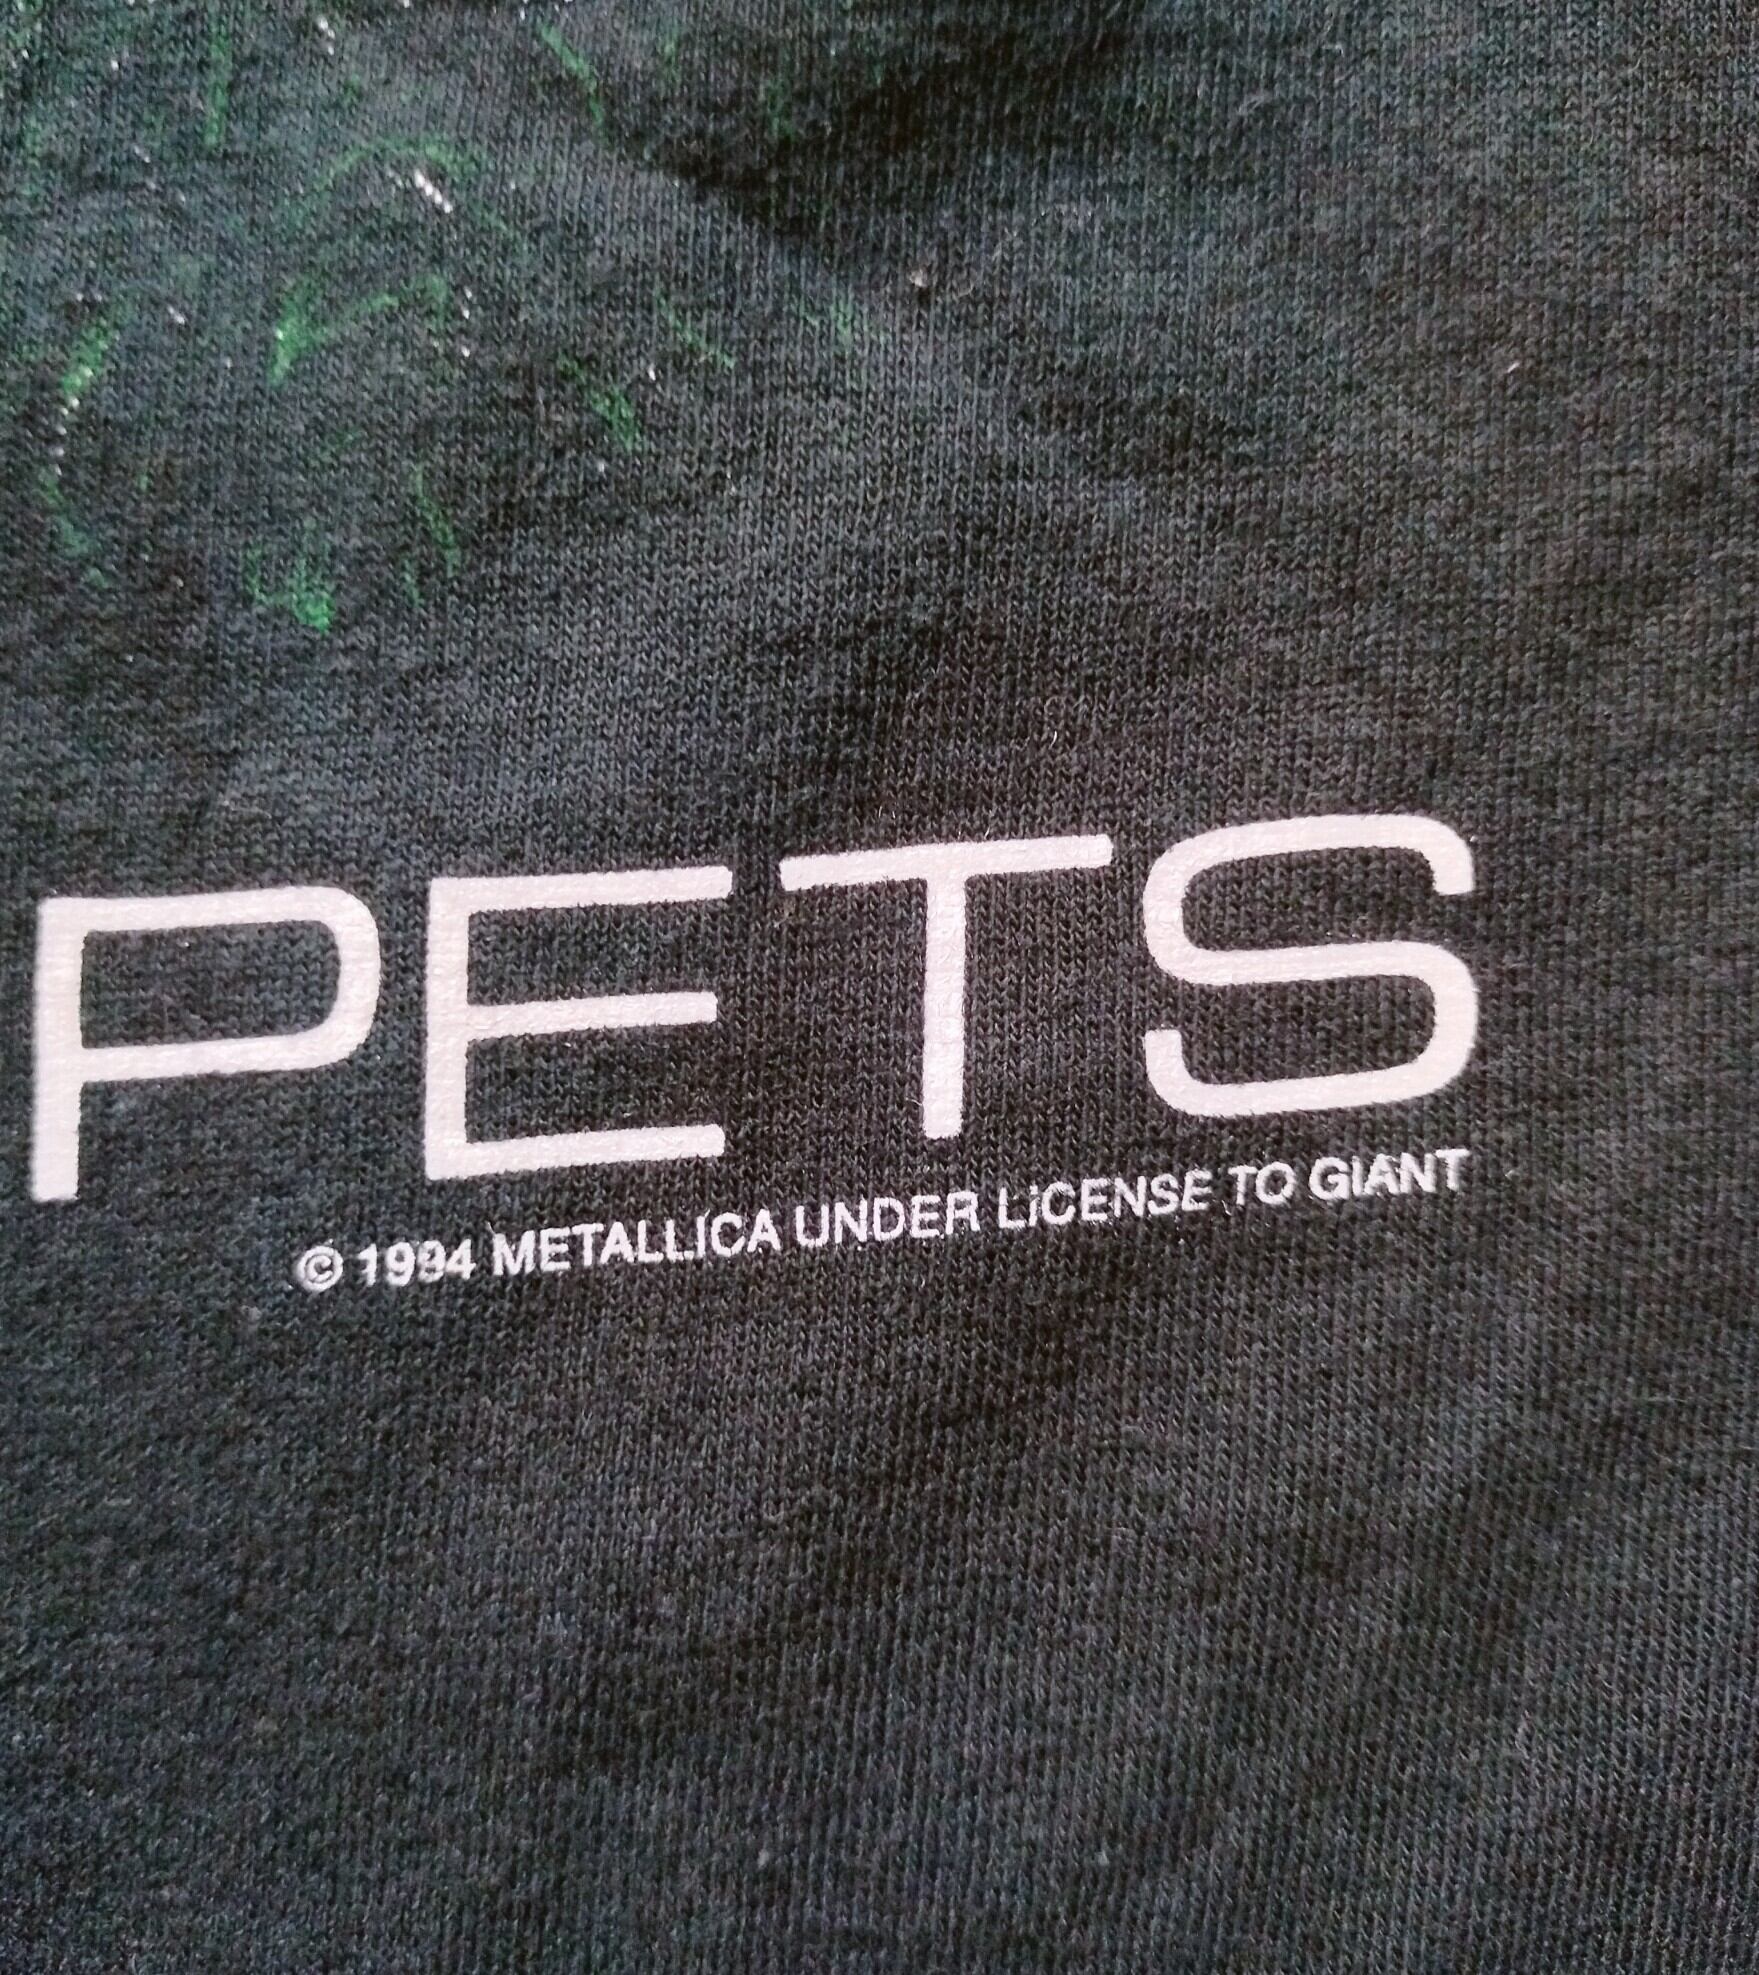 PETS
© 1994 METALLICA UNDER LICENSE TO GIANT